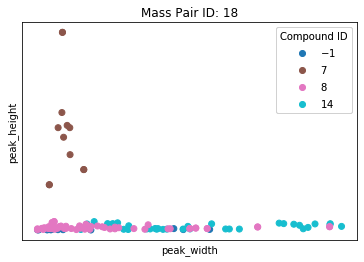 Mass Pair ID: 18
Compound ID
−1
7
8
14
peak_height
peak_width